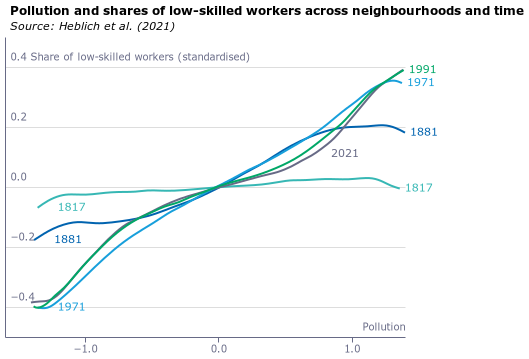 Pollution and shares of low-skilled workers across neighbourhoods and time
Source: Heblich et al. (2021)
0.4 Share of low-skilled workers (standardised)
1991
1971
0.2
1881
2021
0.0
1817
1817
1881
−0.2
−0.4
1971
Pollution
−1.0 0.0 1.0